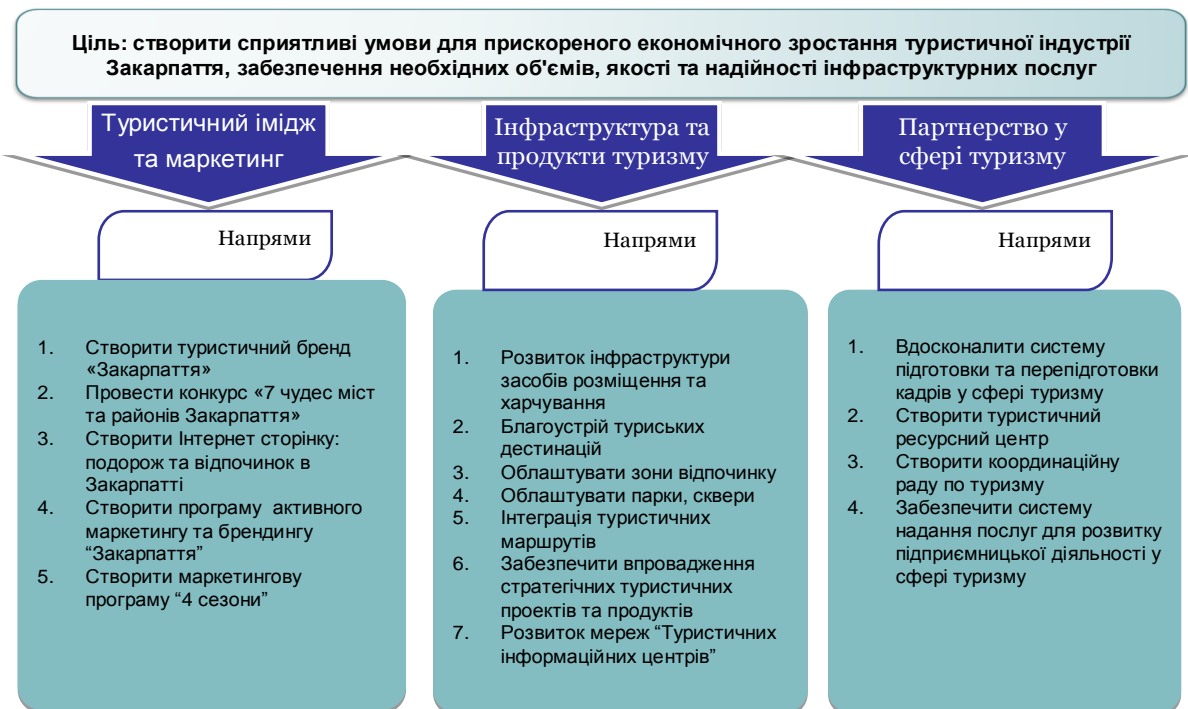 Ціль: створити сприятливі умови для прискореного економічного зростання туристичної індустрії
Закарпаття, забезпечення необхідних об'ємів, якості та надійності інфраструктурних послуг
Туристичний імідж
та маркетинг
Напрями
1. Створити туристичний бренд
«Закарпаття»
2. Провести конкурс «7 чудес міст
та районів Закарпаття»
3. Створити Інтернет сторінку:
подорож та відпочинок в
Закарпатті
4. Створити програму активного
маркетингу та брендингу
“Закарпаття”
5. Створити маркетингову
програму “4 сезони”
Інфраструктура та
продукти туризму
Напрями
1. Розвиток інфраструктури
засобів розміщення та
харчування
2. Благоустрій туриських
дестинацій
3. Облаштувати зони відпочинку
4. Облаштувати парки, сквери
5. Інтеграція туристичних
маршрутів
6. Забезпечити впровадження
стратегічних туристичних
проектів та продуктів
7. Розвиток мереж “Туристичних
інформаційних центрів”
Партнерство у
сфері туризму
Напрями
1. Вдосконалити систему
підготовки та перепідготовки
кадрів у сфері туризму
2. Створити туристичний
ресурсний центр
3. Створити координаційну
раду по туризму
4. Забезпечити систему
надання послуг для розвитку
підприємницької діяльності у
сфері туризму